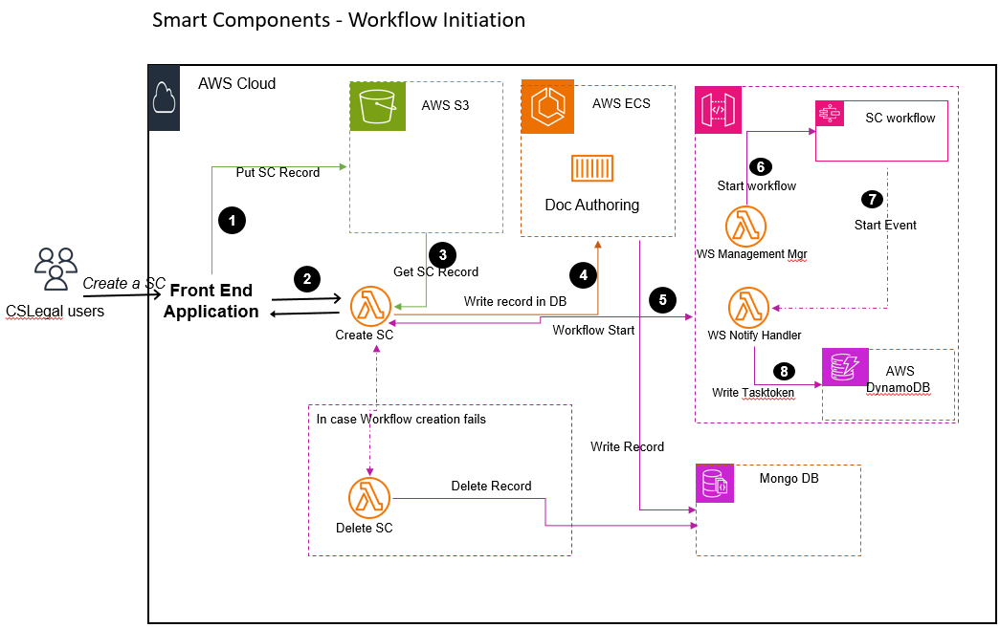 Smart Components - Workflow Initiation
AWS Cloud
AWS S3
AWS ECS
SC workflow
Put SC Record
6
Start workflow
Doc Authoring
7
1
Start Event
3
WS Management Mgr
Get SC Record
2
4
Create a SC
Front End
Application
CSLegal users
5
Write record in DB
Workflow Start
Create SC
WS Notify Handler
8
AWS
DynamoDB
Write Tasktoken
In case Workflow creation fails
Write Record
Mongo DB
Delete Record
Delete SC